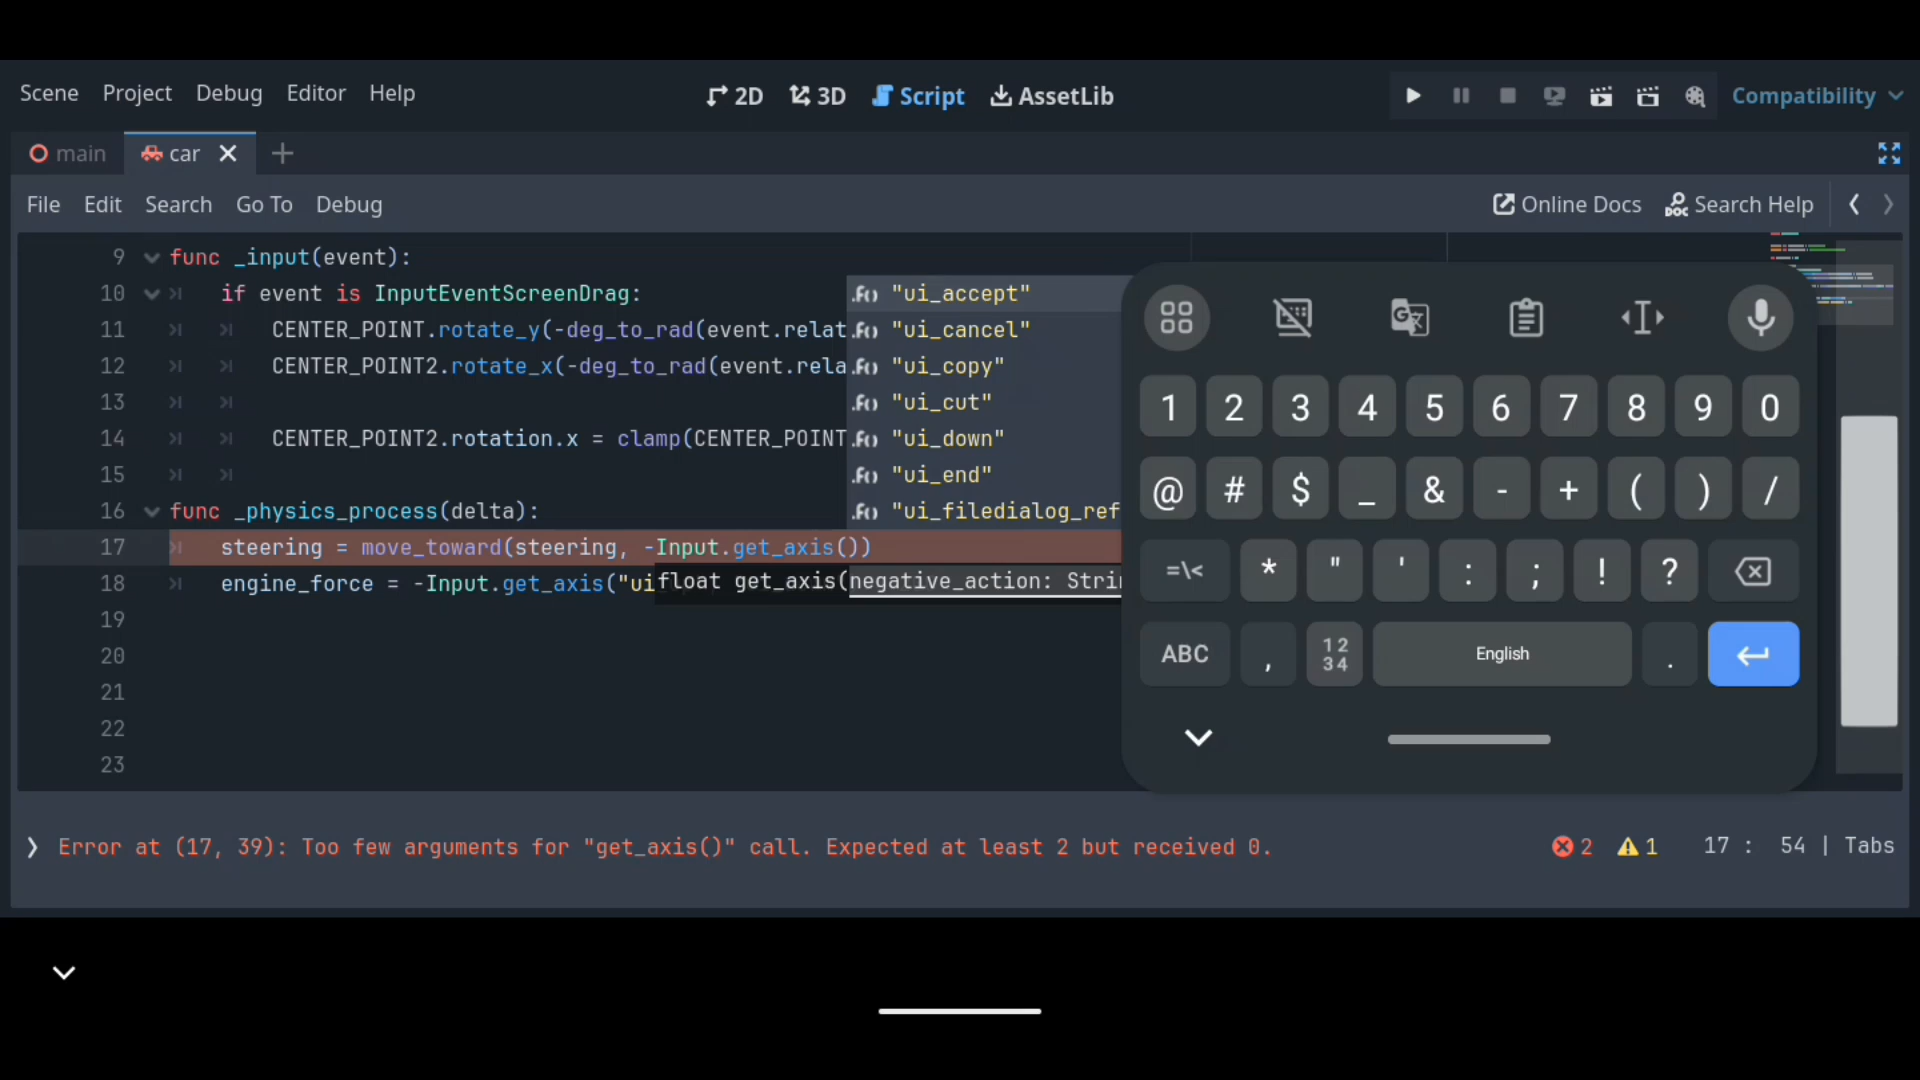 Scene Project Debug Editor Help 2D 3D Script AssetLib Compatibility
main car
File Edit Search Go To Debug Online Docs Search Help
9 func _input(event):
10 if event is InputEventScreenDrag:
11 CENTER_POINT.rotate_y(-deg_to_rad(event.relat
12 CENTER_POINT2.rotate_x(-deg_to_rad(event.rela
13
14 CENTER_POINT2.rotation.x = clamp(CENTER_POINT
15
16 func _physics_process(delta):
17 steering = move_toward(steering, -Input.get_axis())
18 engine_force = -Input.get_axis("ui
19
20
21
22
23
"ui_accept"
"ui_cancel"
"ui_copy"
"ui_cut"
"ui_down"
"ui_end"
"ui_filedialog_ref
float get_axis(negative_action: Strin
1 2 3 4 5 6 7 8 9 0
@ # $ _ & - + ( ) /
=\< * " ' : ; ! ?
ABC , 12 34 English .
Error at (17, 39): Too few arguments for "get_axis()" call. Expected at least 2 but received 0. 2 1 17 : 54 | Tabs